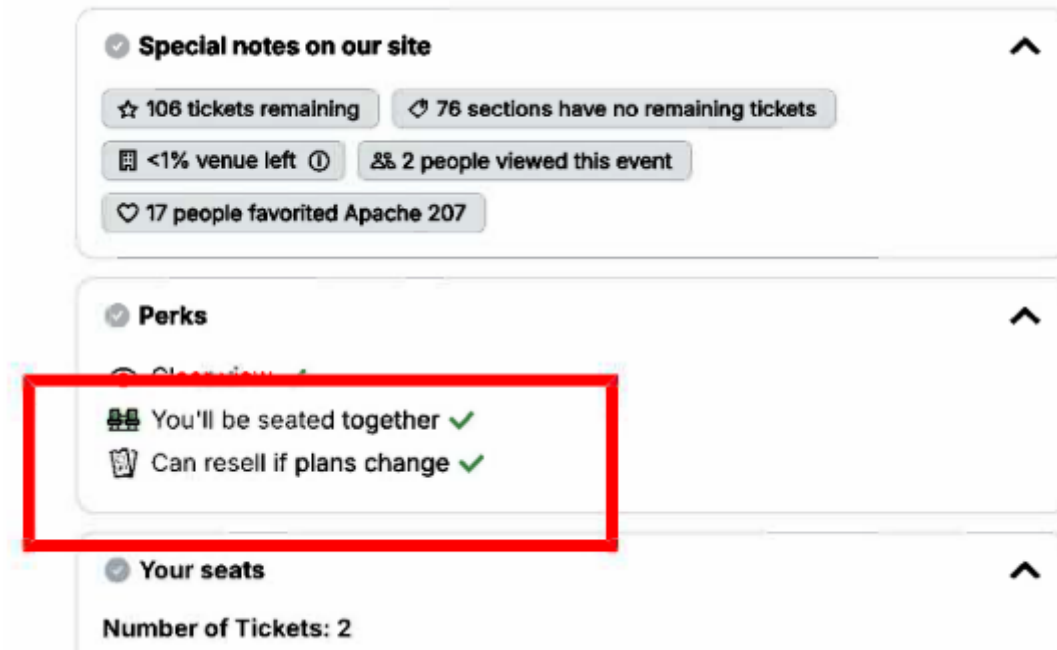 Special notes on our site
106 tickets remaining
76 sections have no remaining tickets
<1% venue left
2 people viewed this event
17 people favorited Apache 207
Perks
Clear view
You'll be seated together
Can resell if plans change
Your seats
Number of Tickets: 2